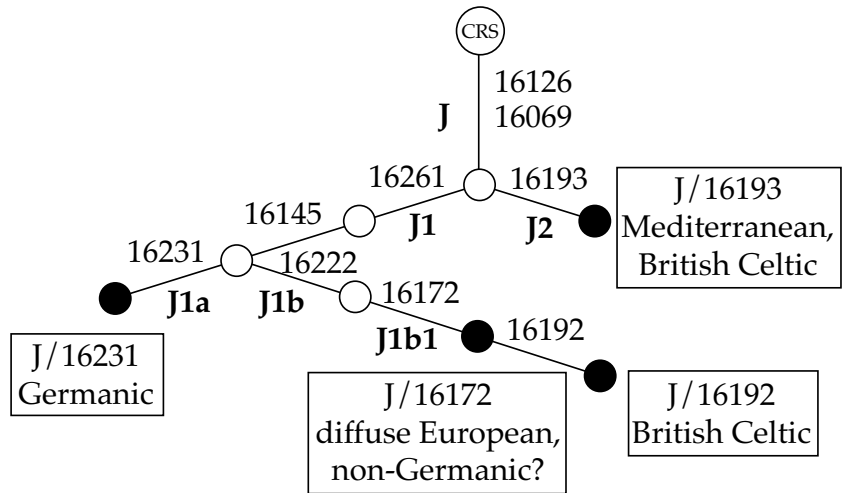 CRS
16126
J
16069
16261
16193
16145
J1
J2
J/16193
Mediterranean,
British Celtic
16231
16222
J1a
J1b
16172
J1b1
16192
J/16231
Germanic
J/16172
diffuse European,
non-Germanic?
J/16192
British Celtic